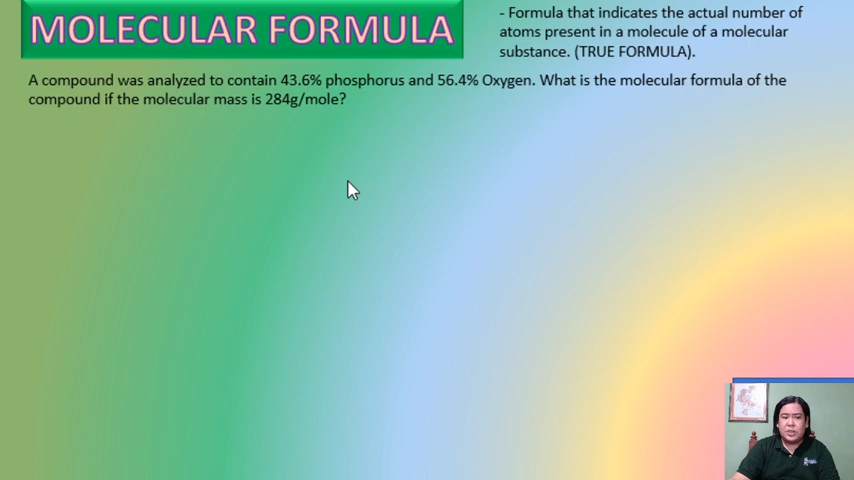 MOLECULAR FORMULA
- Formula that indicates the actual number of
atoms present in a molecule of a molecular
substance. (TRUE FORMULA).
A compound was analyzed to contain 43.6% phosphorus and 56.4% Oxygen. What is the molecular formula of the
compound if the molecular mass is 284g/mole?